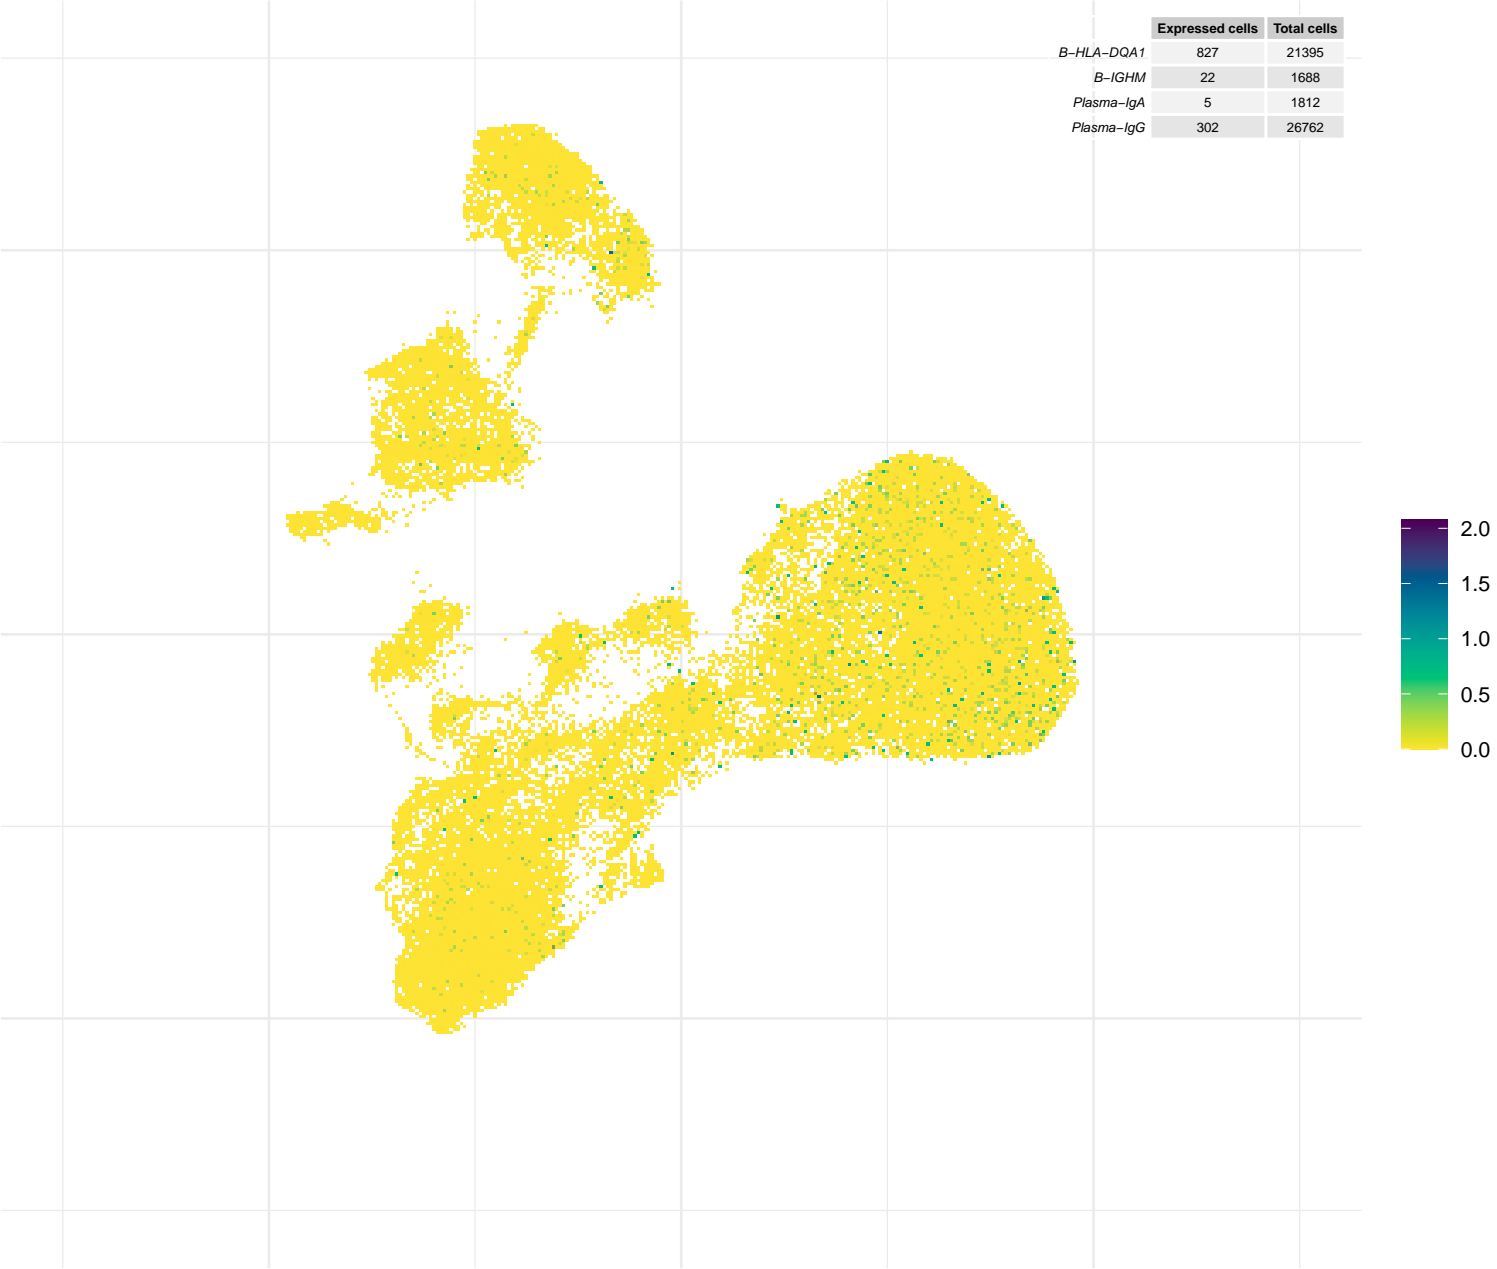 Expressed cells Total cells
B−HLA−DQA1 827 21395
B−IGHM 22 1688
Plasma−IgA 5 1812
Plasma−IgG 302 26762
2.0
1.5
1.0
0.5
0.0